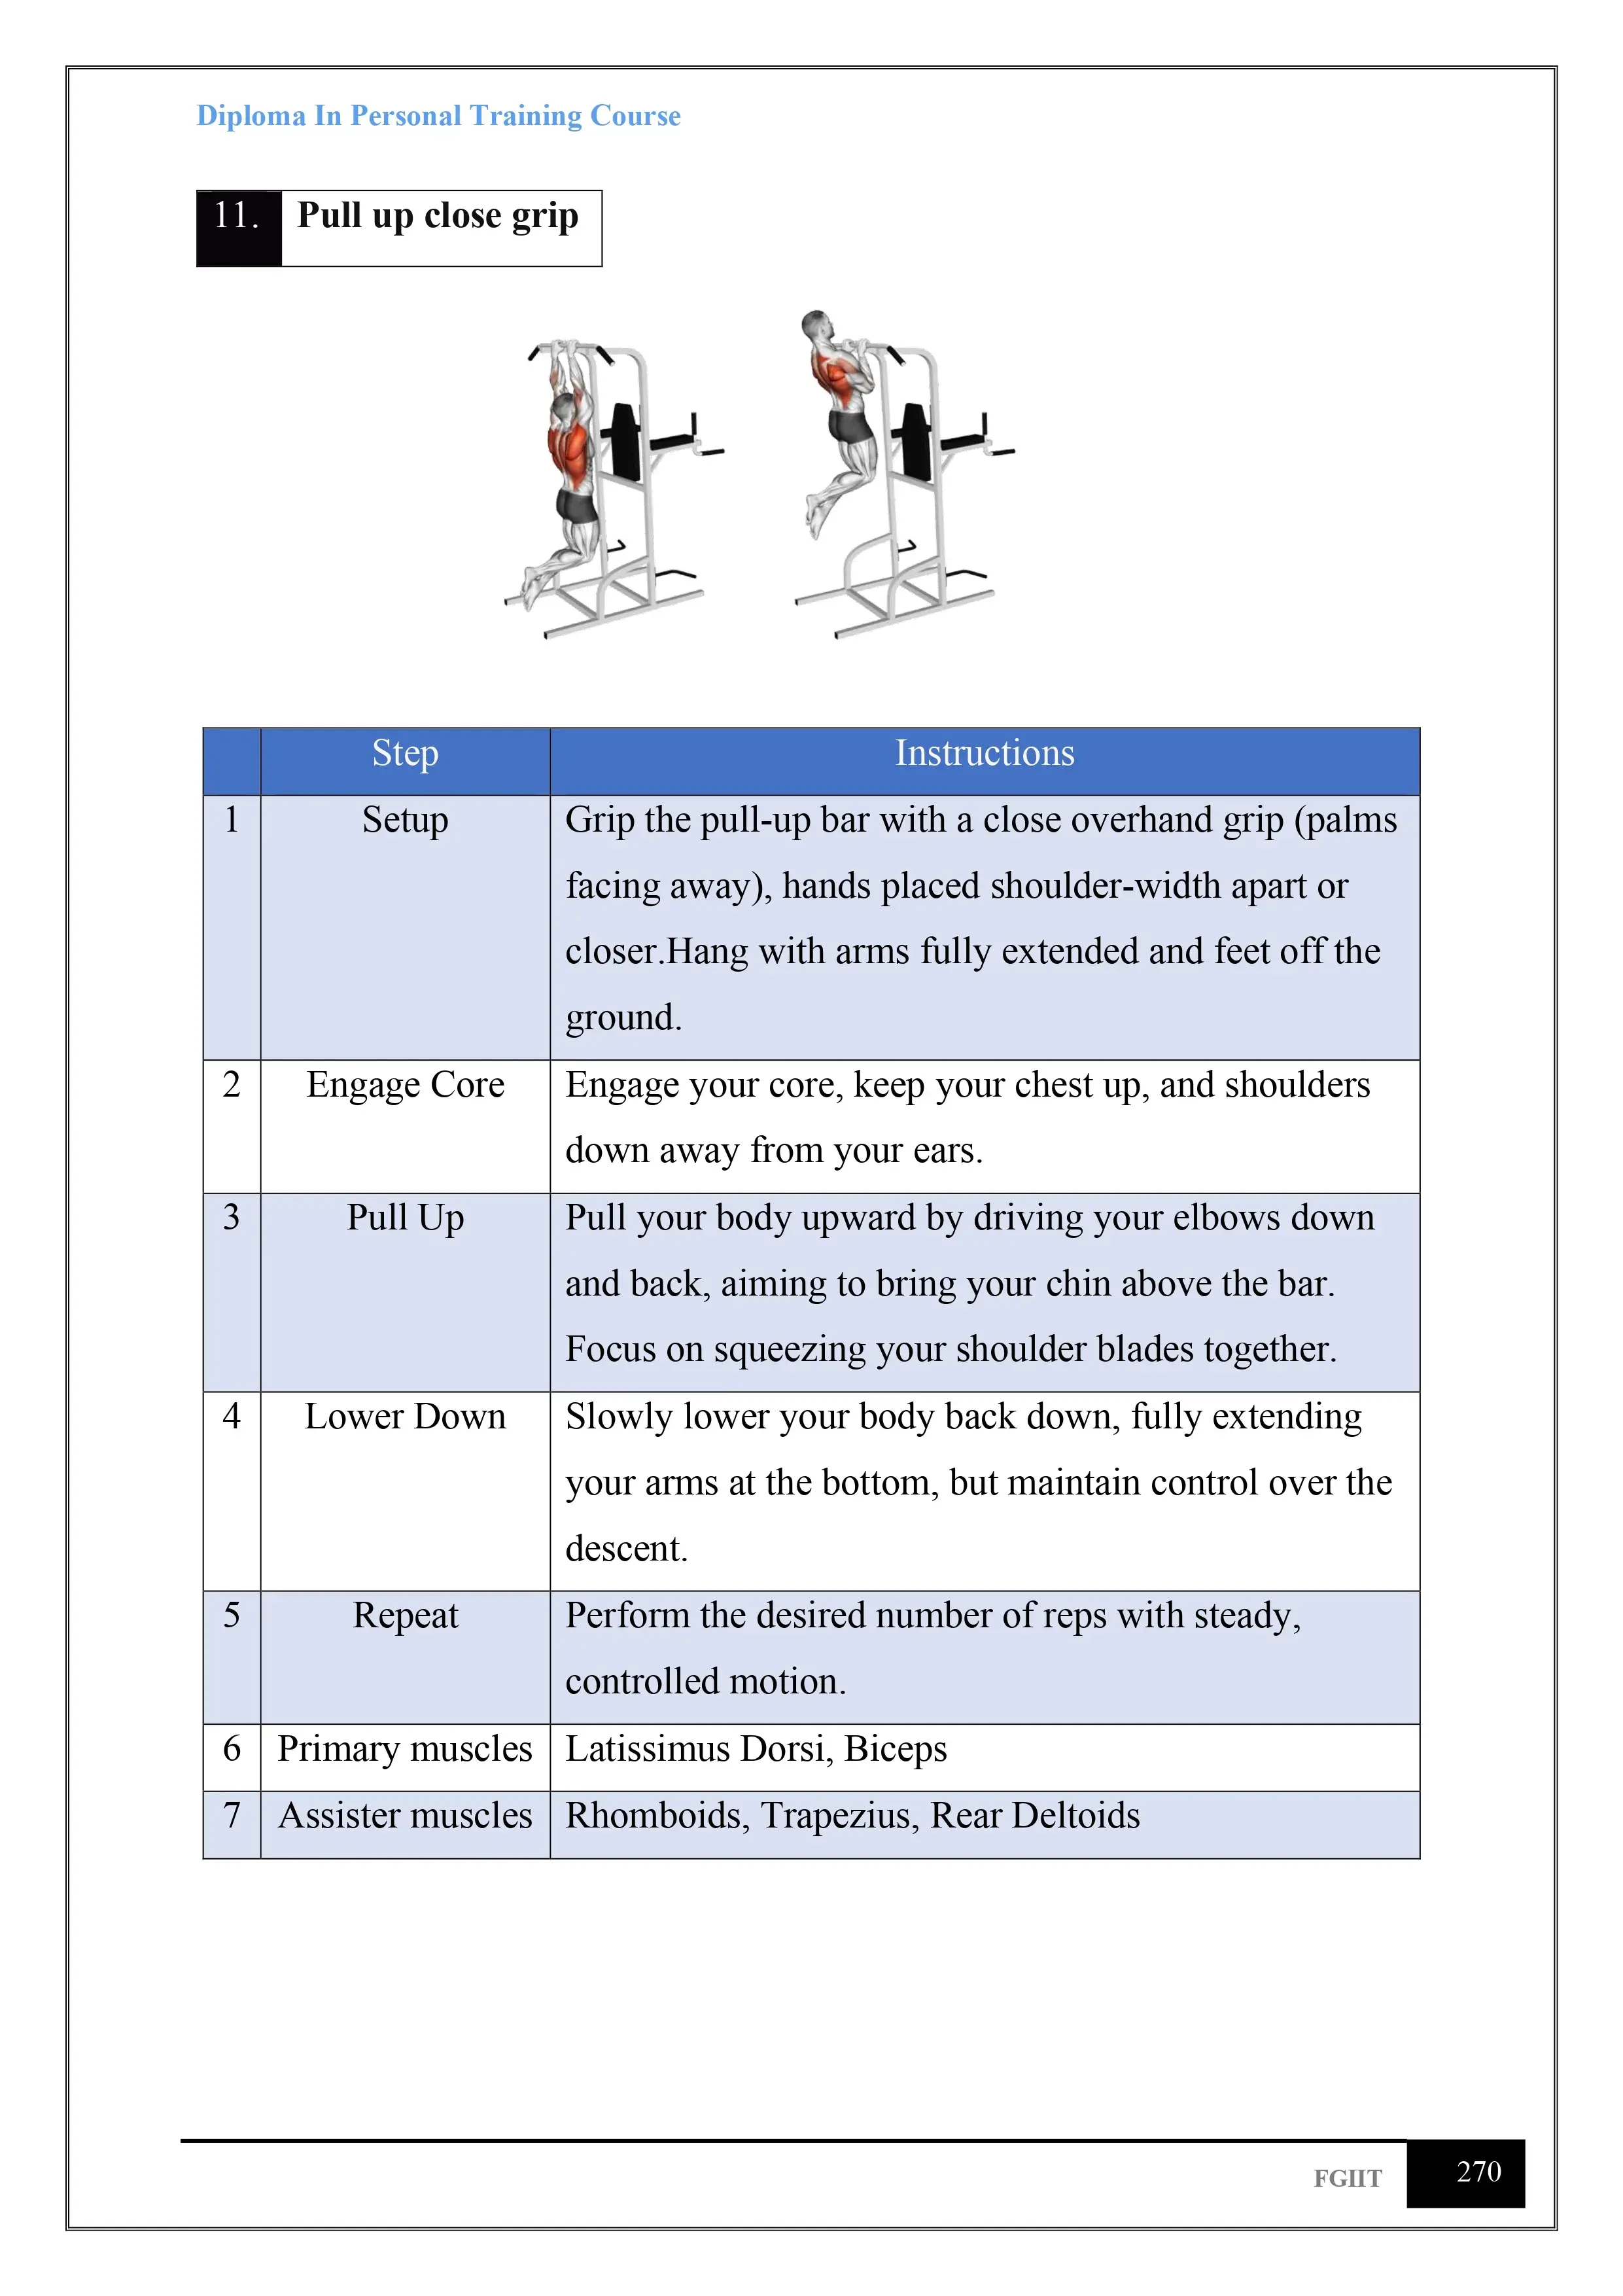 Diploma In Personal Training Course
11. Pull up close grip
Step Instructions
1 Setup Grip the pull-up bar with a close overhand grip (palms
facing away), hands placed shoulder-width apart or
closer.Hang with arms fully extended and feet off the
ground.
2 Engage Core Engage your core, keep your chest up, and shoulders
down away from your ears.
3 Pull Up Pull your body upward by driving your elbows down
and back, aiming to bring your chin above the bar.
Focus on squeezing your shoulder blades together.
4 Lower Down Slowly lower your body back down, fully extending
your arms at the bottom, but maintain control over the
descent.
5 Repeat Perform the desired number of reps with steady,
controlled motion.
6 Primary muscles Latissimus Dorsi, Biceps
7 Assister muscles Rhomboids, Trapezius, Rear Deltoids
FGIIT 270